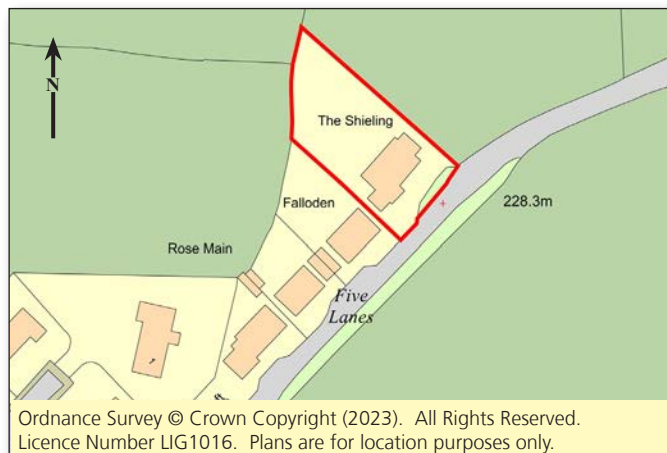 N
The Shieling
Falloden
228.3m
Rose Main
Five
Lanes
Ordnance Survey © Crown Copyright (2023). All Rights Reserved.
Licence Number LIG1016. Plans are for location purposes only.